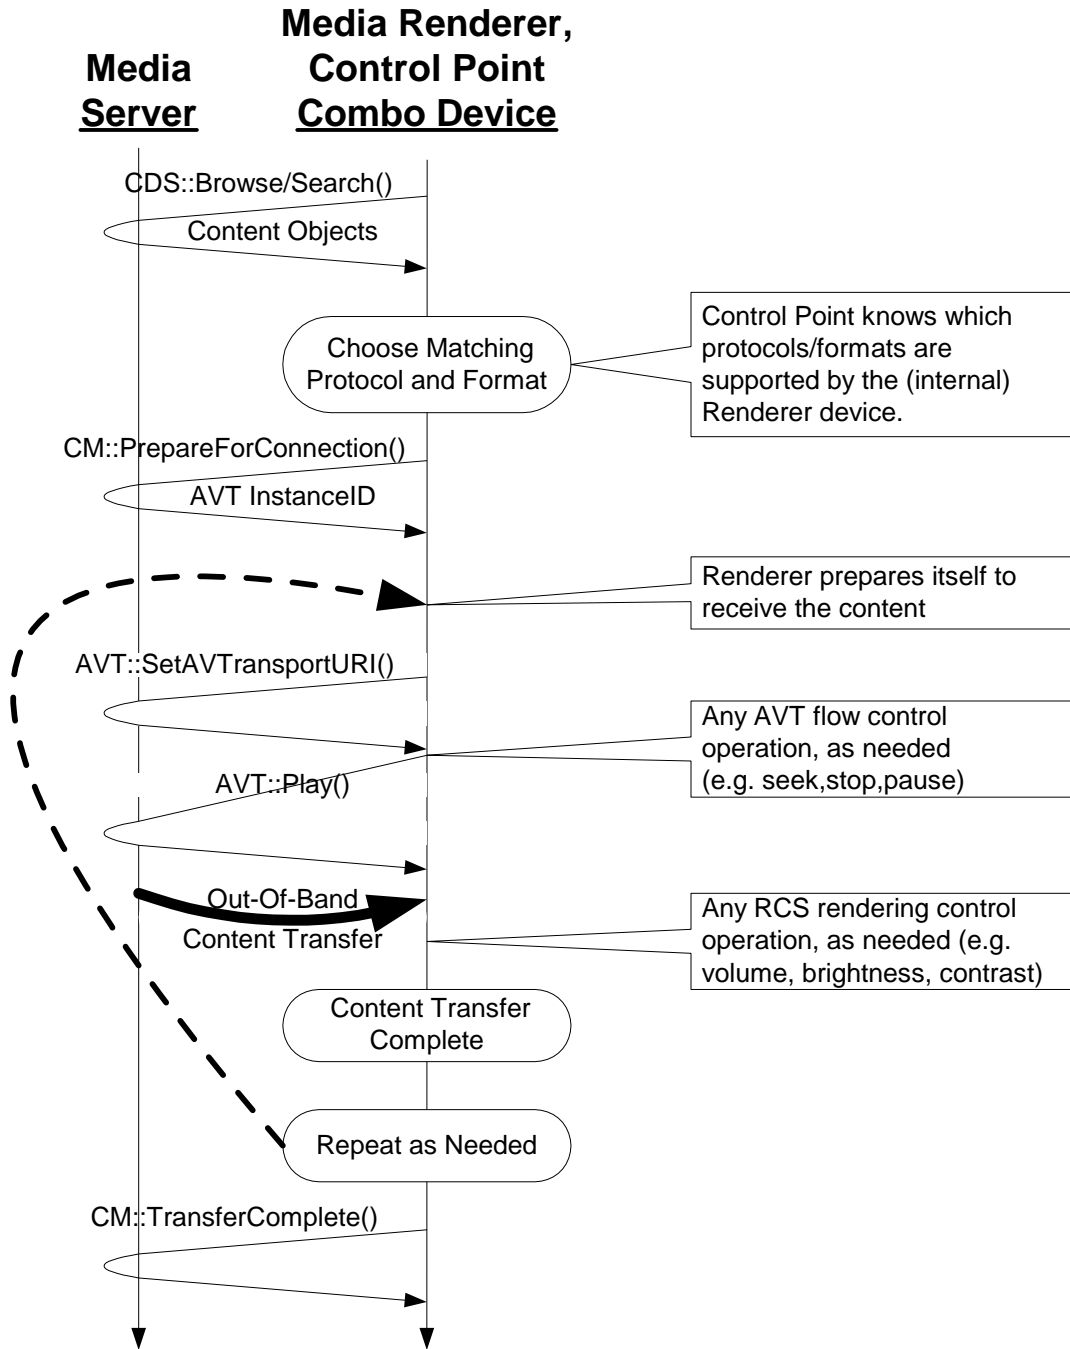 Media Renderer,
Control Point
Combo Device
Media
Server
CDS::Browse/Search()
Content Objects
Choose Matching
Protocol and Format
Control Point knows which
protocols/formats are
supported by the (internal)
Renderer device.
CM::PrepareForConnection()
AVT InstanceID
Renderer prepares itself to
receive the content
AVT::SetAVTransportURI()
Any AVT flow control
operation, as needed
(e.g. seek,stop,pause)
AVT::Play()
Out-Of-Band
Content Transfer
Any RCS rendering control
operation, as needed (e.g.
volume, brightness, contrast)
Content Transfer
Complete
Repeat as Needed
CM::TransferComplete()